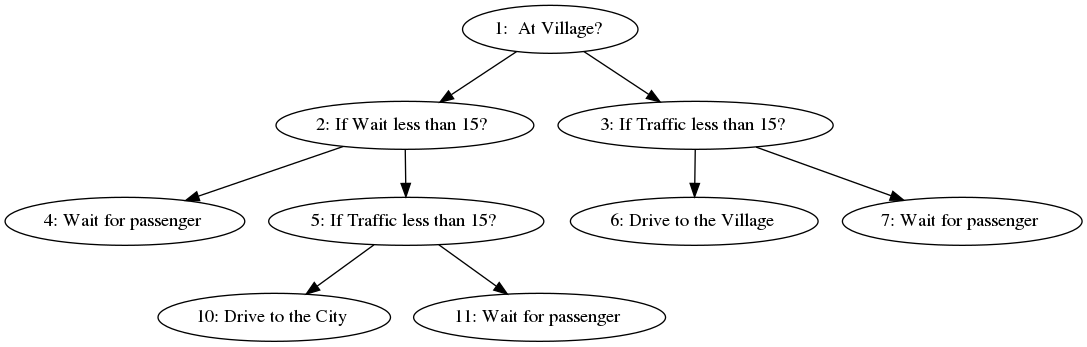 1:  At Village?
2: If Wait less than 15?
3: If Traffic less than 15?
4: Wait for passenger
5: If Traffic less than 15?
6: Drive to the Village
7: Wait for passenger
10: Drive to the City
11: Wait for passenger